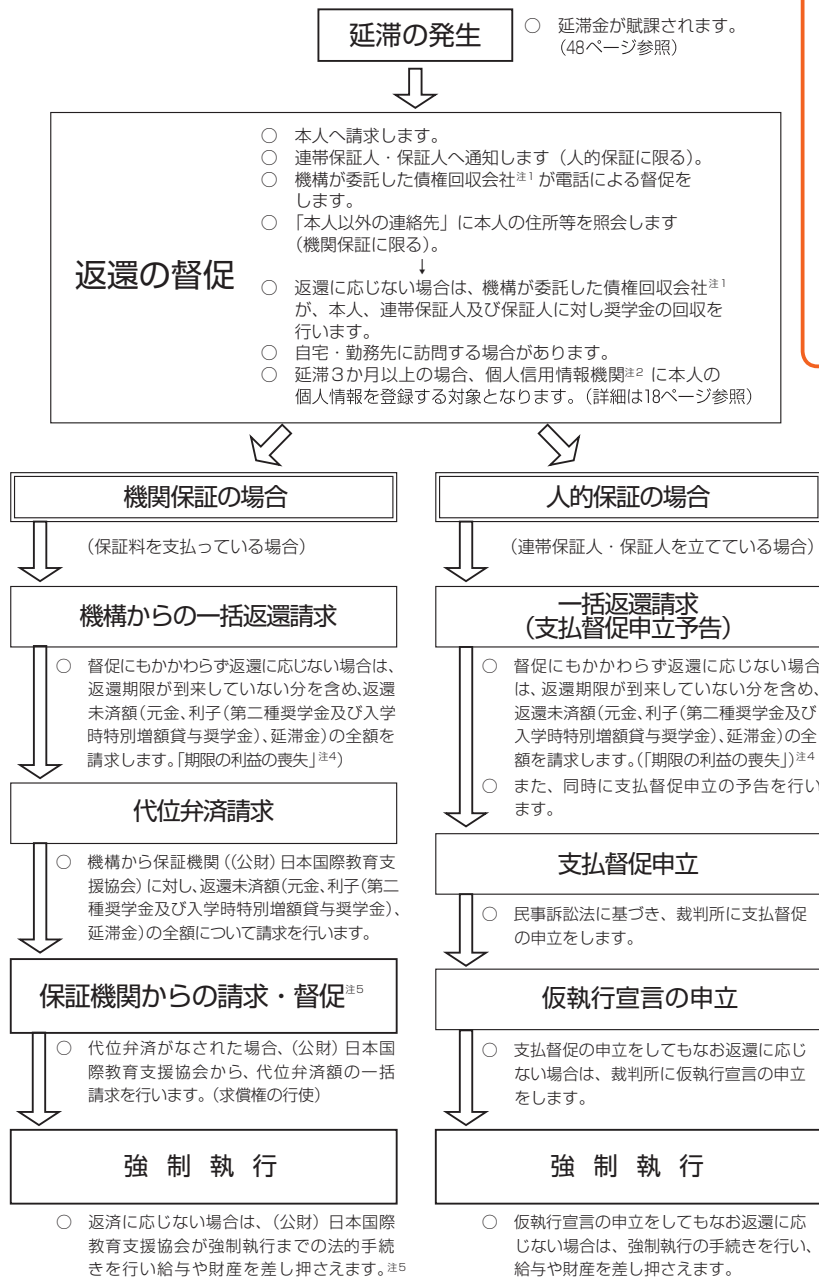 延滞の発生
○ 延滞金が賦課されます。
(48ページ参照)
返還の督促
○ 本人へ請求します。
○ 連帯保証人・保証人へ通知します(人的保証に限る)。
○ 機構が委託した債権回収会社注1 が電話による督促を
します。
○ 「本人以外の連絡先」に本人の住所等を照会します
(機関保証に限る)。
↓
○ 返還に応じない場合は、機構が委託した債権回収会社注1
が、本人、連帯保証人及び保証人に対し奨学金の回収を
行います。
○ 自宅・勤務先に訪問する場合があります。
○ 延滞3か月以上の場合、個人信用情報機関注2 に本人の
個人情報を登録する対象となります。(詳細は18ページ参照)
機関保証の場合
(保証料を支払っている場合)
機構からの一括返還請求
○ 督促にもかかわらず返還に応じない場合は、
返還期限が到来していない分を含め、返還
未済額(元金、利子(第二種奨学金及び入学
時特別増額貸与奨学金)、延滞金)の全額を
請求します。「期限の利益の喪失」注4)
代位弁済請求
○ 機構から保証機関((公財)日本国際教育支
援協会)に対し、返還未済額(元金、利子(第二
種奨学金及び入学時特別増額貸与奨学金)、
延滞金)の全額について請求を行います。
保証機関からの請求・督促注5
○ 代位弁済がなされた場合、(公財)日本国
際教育支援協会から、代位弁済額の一括
請求を行います。(求償権の行使)
強制執行
○ 返済に応じない場合は、(公財)日本国際
教育支援協会が強制執行までの法的手続
きを行い給与や財産を差し押さえます。注5
人的保証の場合
(連帯保証人・保証人を立てている場合)
一括返還請求
(支払督促申立予告)
○ 督促にもかかわらず返還に応じない場合
は、返還期限が到来していない分を含め、
返還未済額(元金、利子(第二種奨学金及び
入学時特別増額貸与奨学金)、延滞金)の全
額を請求します。(「期限の利益の喪失」)注4
○ また、同時に支払督促申立の予告を行い
ます。
支払督促申立
○ 民事訴訟法に基づき、裁判所に支払督促
の申立をします。
仮執行宣言の申立
○ 支払督促の申立をしてもなお返還に応じ
ない場合は、裁判所に仮執行宣言の申立
をします。
強制執行
○ 仮執行宣言の申立をしてもなお返還に応
じない場合は、強制執行の手続きを行い、
給与や財産を差し押さえます。